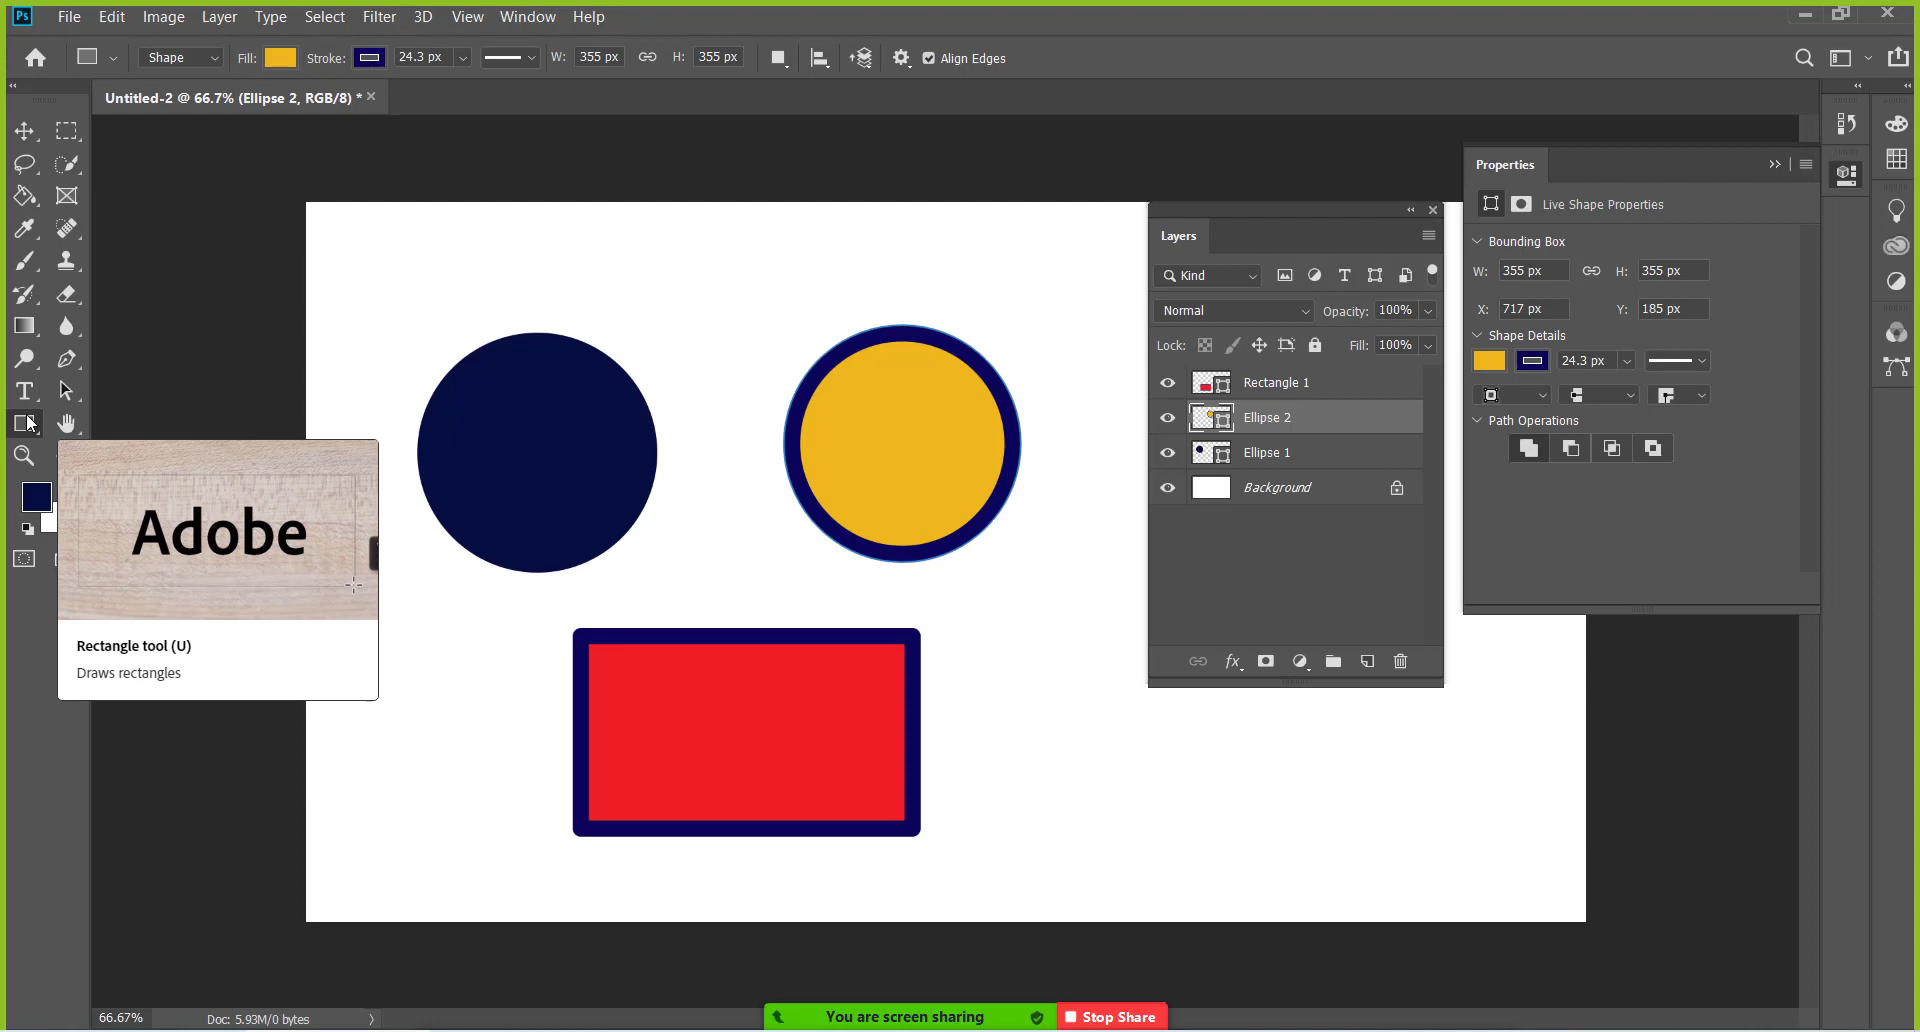 Ps File Edit Image Layer Type Select Filter 3D View Window Help
Shape Fill: Stroke: 24.3 px W: 355 px H: 355 px Align Edges
Untitled-2 @ 66.7% (Ellipse 2, RGB/8) *
Properties
Live Shape Properties
Bounding Box
W: 355 px H: 355 px
X: 717 px Y: 185 px
Shape Details
24.3 px
Path Operations
Layers
Kind
Normal Opacity: 100%
Lock: Fill: 100%
Rectangle 1
Ellipse 2
Ellipse 1
Background
fx
T
Adobe
Rectangle tool (U)
Draws rectangles
66.67% Doc: 5.93M/0 bytes
You are screen sharing Stop Share